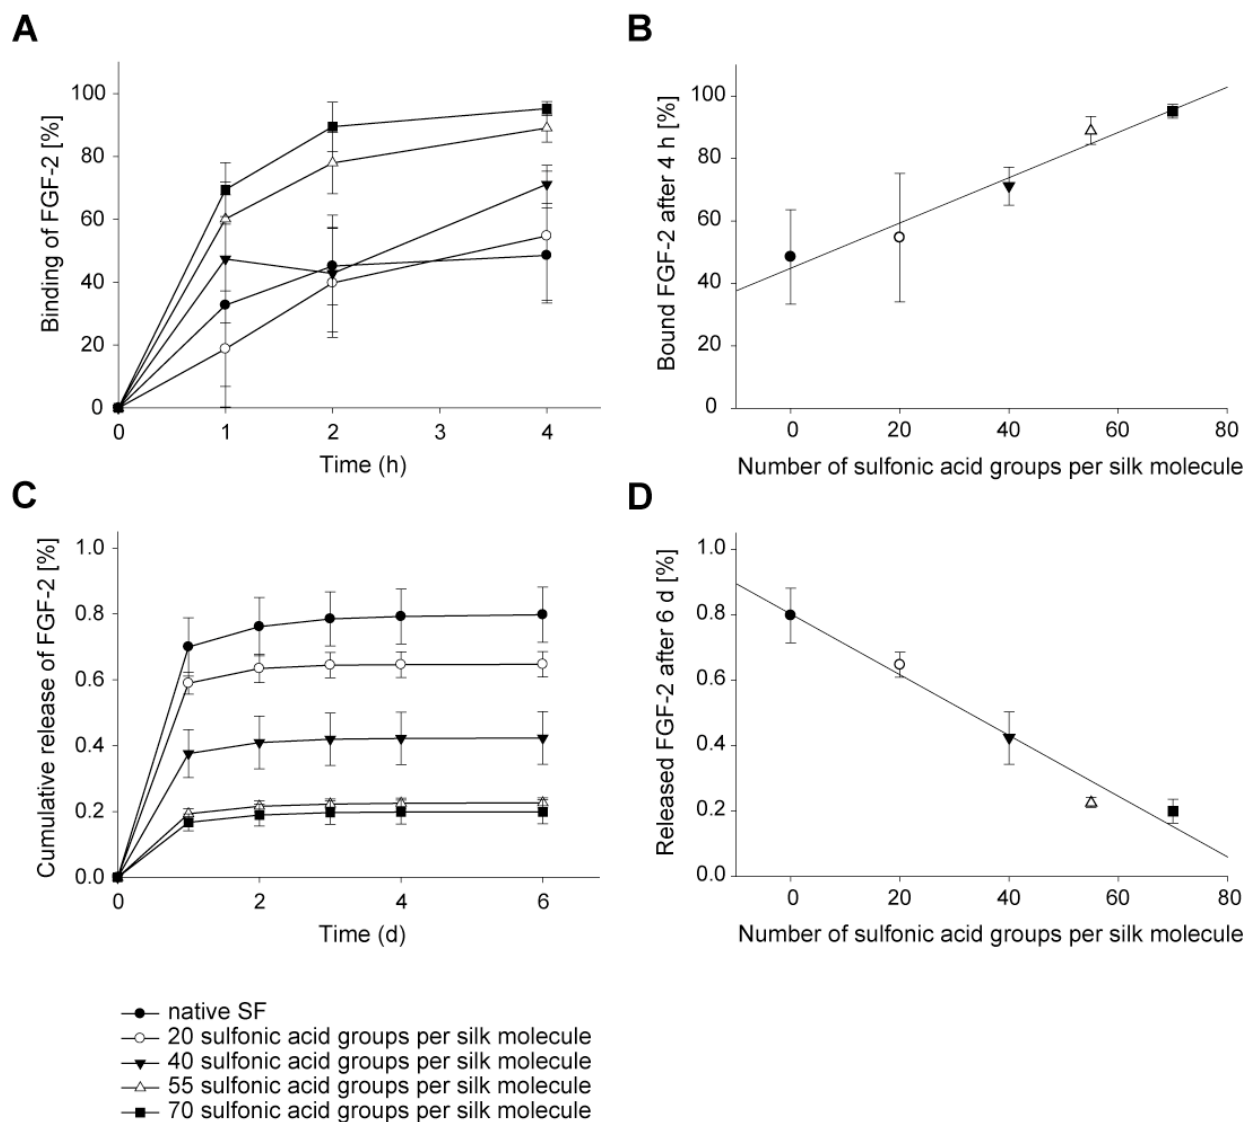 A
Binding of FGF-2 [%]
100
80
60
40
20
0
0 1 2 3 4
Time (h)
B
Bound FGF-2 after 4 h [%]
100
80
60
40
20
0
0 20 40 60 80
Number of sulfonic acid groups per silk molecule
C
Cumulative release of FGF-2 [%]
1.0
0.8
0.6
0.4
0.2
0.0
0 2 4 6
Time (d)
D
Released FGF-2 after 6 d [%]
1.0
0.8
0.6
0.4
0.2
0.0
0 20 40 60 80
Number of sulfonic acid groups per silk molecule
native SF
20 sulfonic acid groups per silk molecule
40 sulfonic acid groups per silk molecule
55 sulfonic acid groups per silk molecule
70 sulfonic acid groups per silk molecule